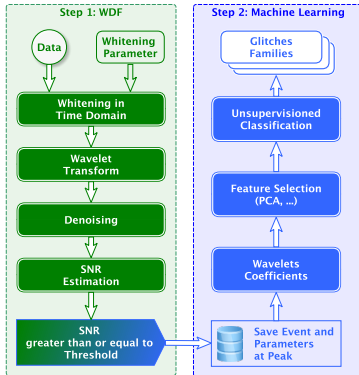 Step 1: WDF
Data
Whitening
Parameter
Whitening in
Time Domain
Wavelet
Transform
Denoising
SNR
Estimation
SNR
greater than or equal to
Threshold
Step 2: Machine Learning
Glitches
Families
Unsupervisioned
Classification
Feature Selection
(PCA, ...)
Wavelets
Coefficients
Save Event and
Parameters
at Peak